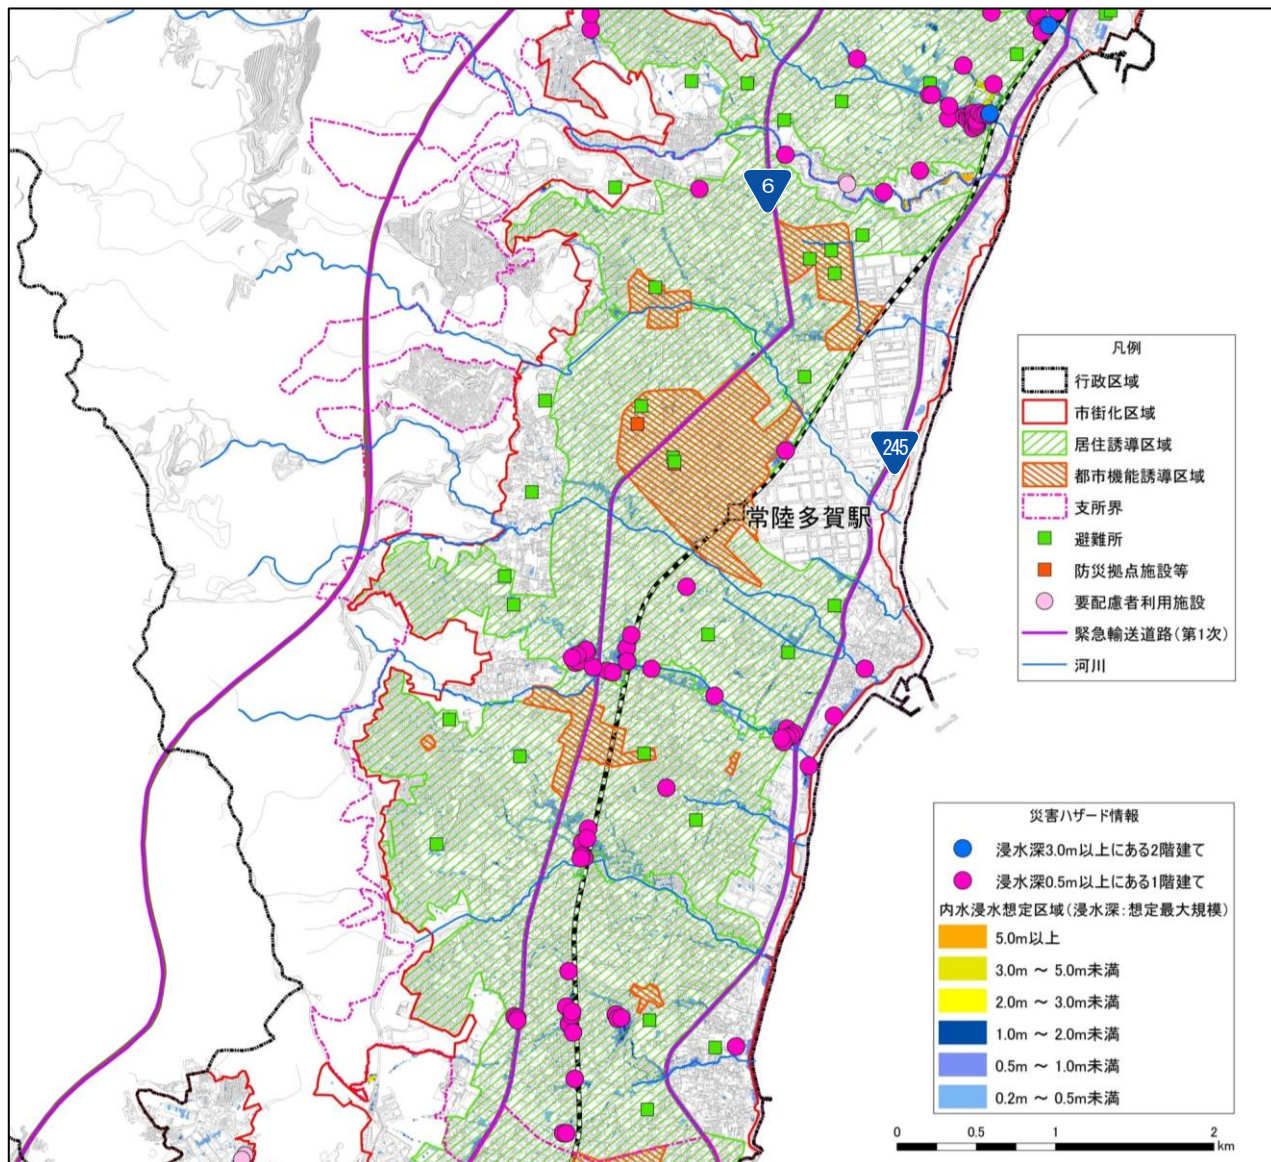 6
245
常陸多賀駅
凡例
行政区域
市街化区域
居住誘導区域
都市機能誘導区域
支所界
避難所
防災拠点施設等
要配慮者利用施設
緊急輸送道路(第1次)
河川
災害ハザード情報
浸水深3.0m以上にある2階建て
浸水深0.5m以上にある1階建て
内水浸水想定区域(浸水深:想定最大規模)
5.0m以上
3.0m ～ 5.0m未満
2.0m ～ 3.0m未満
1.0m ～ 2.0m未満
0.5m ～ 1.0m未満
0.2m ～ 0.5m未満
0 0.5 1 2
km